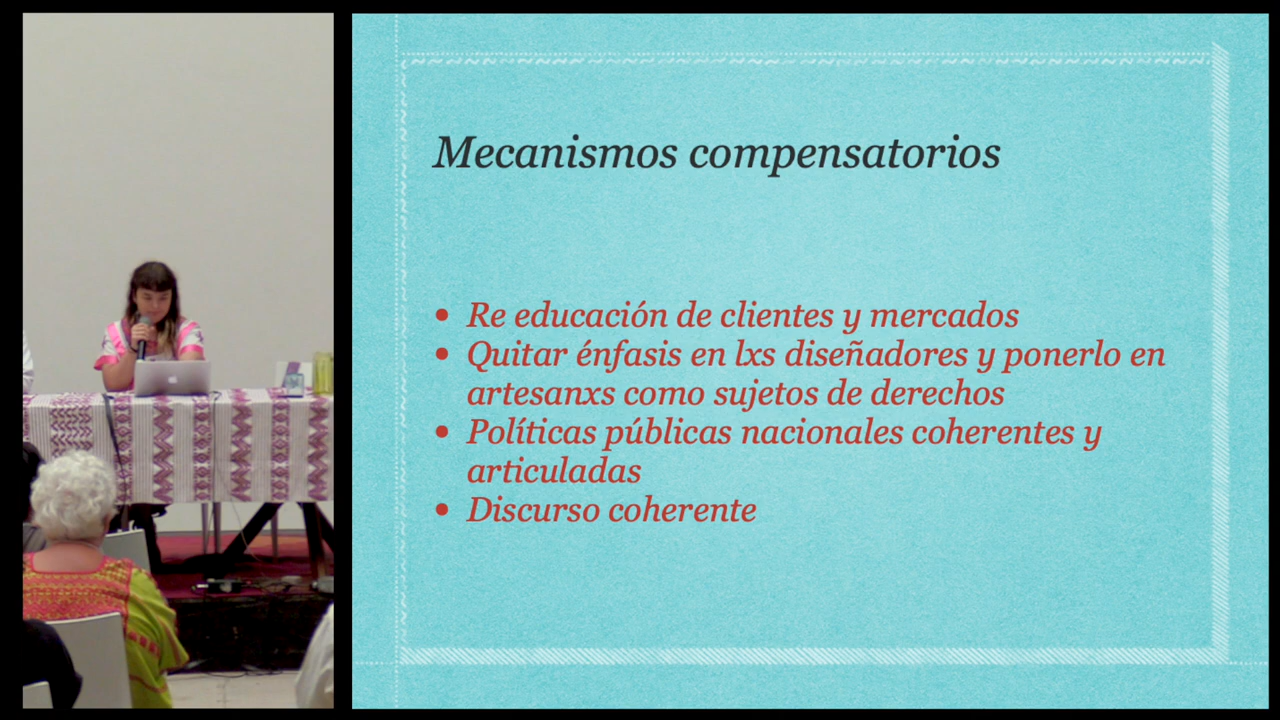 Mecanismos compensatorios
• Re educación de clientes y mercados
• Quitar énfasis en lxs diseñadores y ponerlo en
artesanxs como sujetos de derechos
• Políticas públicas nacionales coherentes y
articuladas
• Discurso coherente